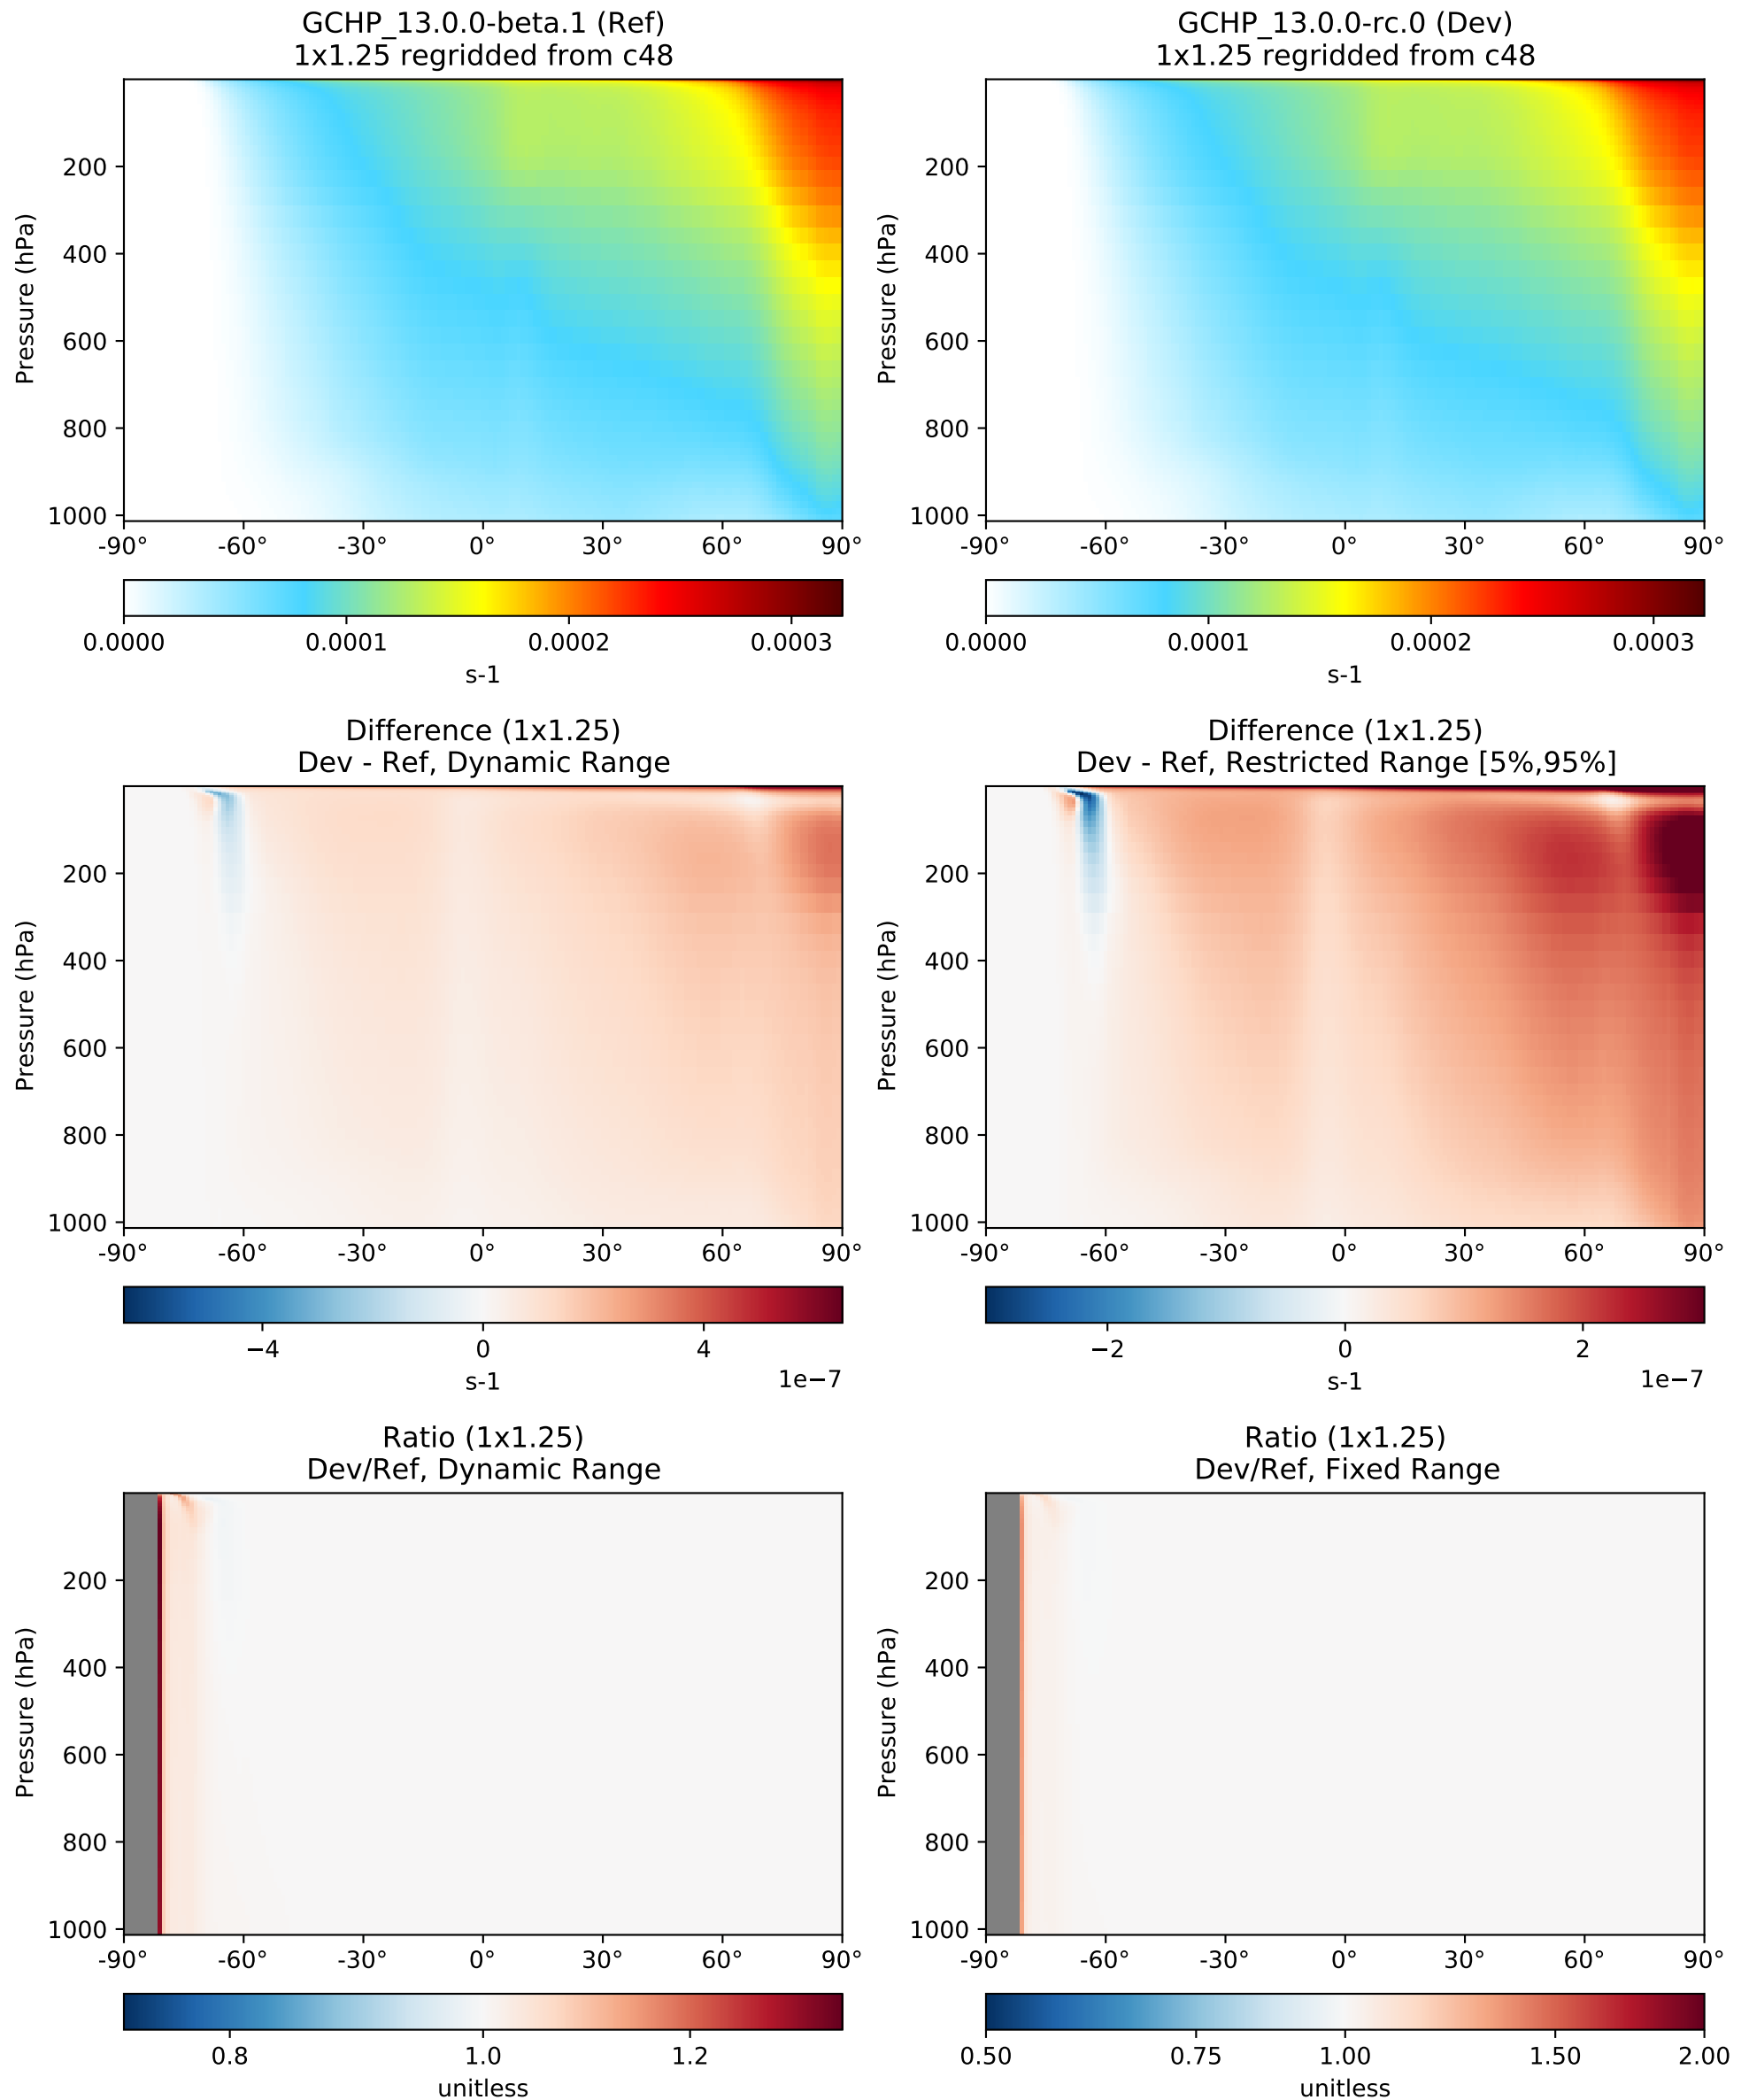 GCHP_13.0.0-beta.1 (Ref)
1x1.25 regridded from c48
Pressure (hPa)
200
400
600
800
1000
-90° -60° -30° 0° 30° 60° 90°
0.0000 0.0001 0.0002 0.0003
s-1
GCHP_13.0.0-rc.0 (Dev)
1x1.25 regridded from c48
Pressure (hPa)
200
400
600
800
1000
-90° -60° -30° 0° 30° 60° 90°
0.0000 0.0001 0.0002 0.0003
s-1
Difference (1x1.25)
Dev - Ref, Dynamic Range
Pressure (hPa)
200
400
600
800
1000
-90° -60° -30° 0° 30° 60° 90°
−4 0 4
s-1 1e−7
Difference (1x1.25)
Dev - Ref, Restricted Range [5%,95%]
Pressure (hPa)
200
400
600
800
1000
-90° -60° -30° 0° 30° 60° 90°
−2 0 2
s-1 1e−7
Ratio (1x1.25)
Dev/Ref, Dynamic Range
Pressure (hPa)
200
400
600
800
1000
-90° -60° -30° 0° 30° 60° 90°
0.8 1.0 1.2
unitless
Ratio (1x1.25)
Dev/Ref, Fixed Range
Pressure (hPa)
200
400
600
800
1000
-90° -60° -30° 0° 30° 60° 90°
0.50 0.75 1.00 1.50 2.00
unitless